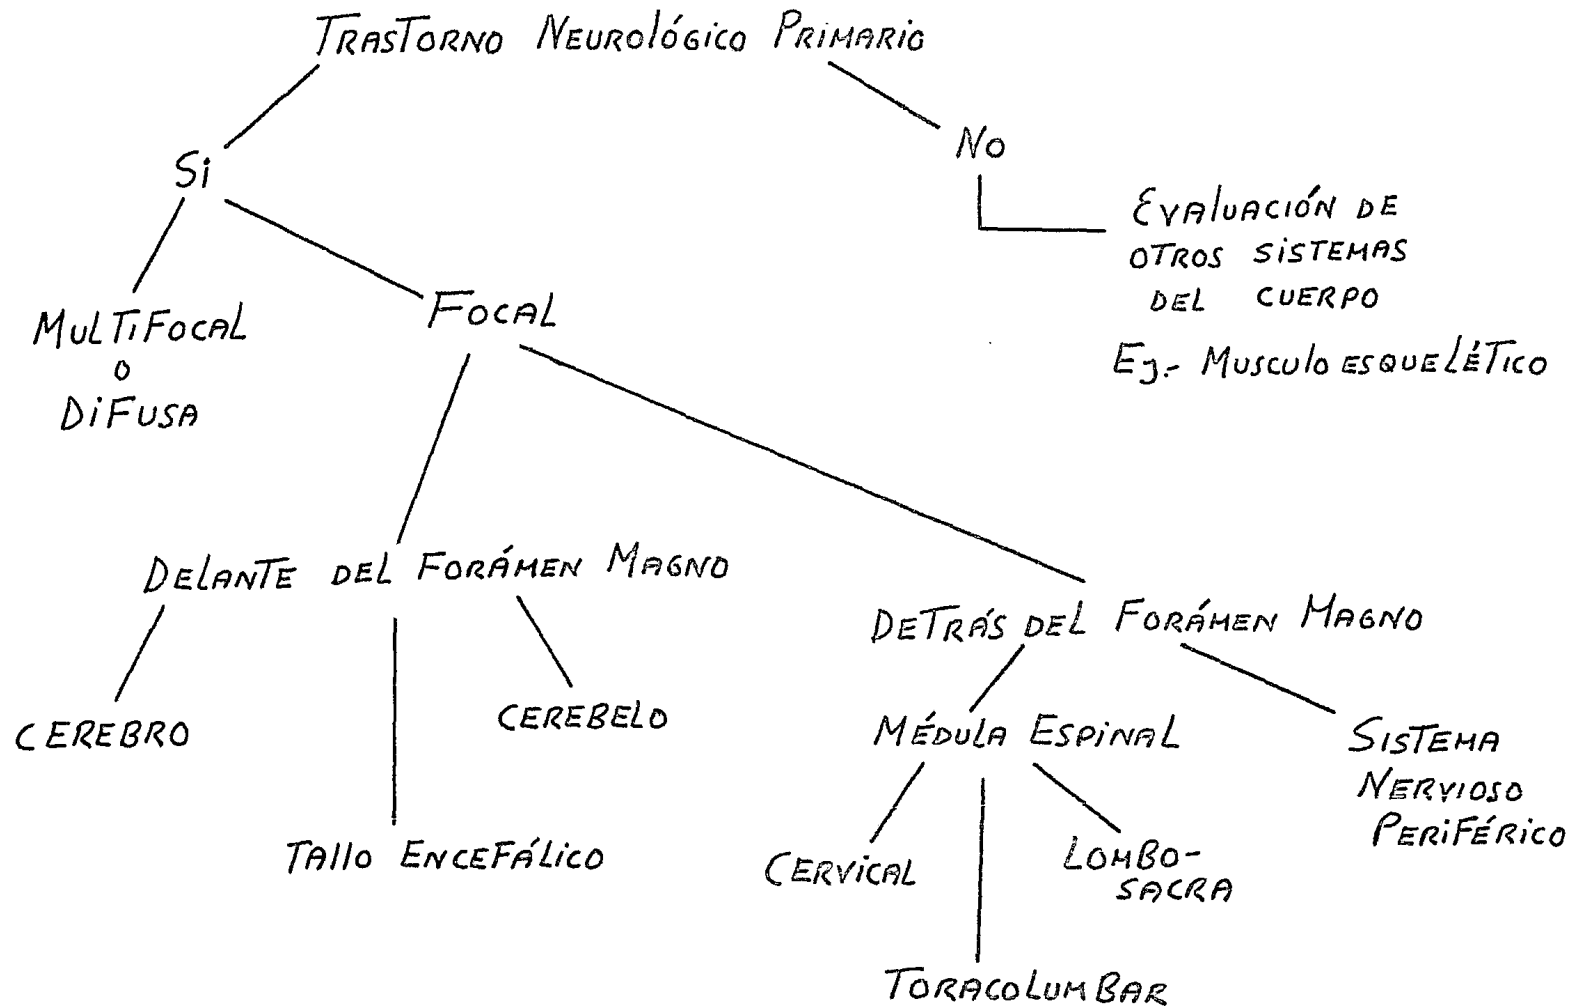 TRASTORNO NEUROLÓGICO PRIMARIO
SI
NO
EVALUACIÓN DE
OTROS SISTEMAS
DEL CUERPO
EJ.- MUSCULO ESQUELÉTICO
MULTIFOCAL
O
DIFUSA
FOCAL
DELANTE DEL FORÁMEN MAGNO
DETRÁS DEL FORÁMEN MAGNO
CEREBRO
CEREBELO
TALLO ENCEFÁLICO
MÉDULA ESPINAL
SISTEMA
NERVIOSO
PERIFÉRICO
CERVICAL
LOMBO-
SACRA
TORACOLUMBAR